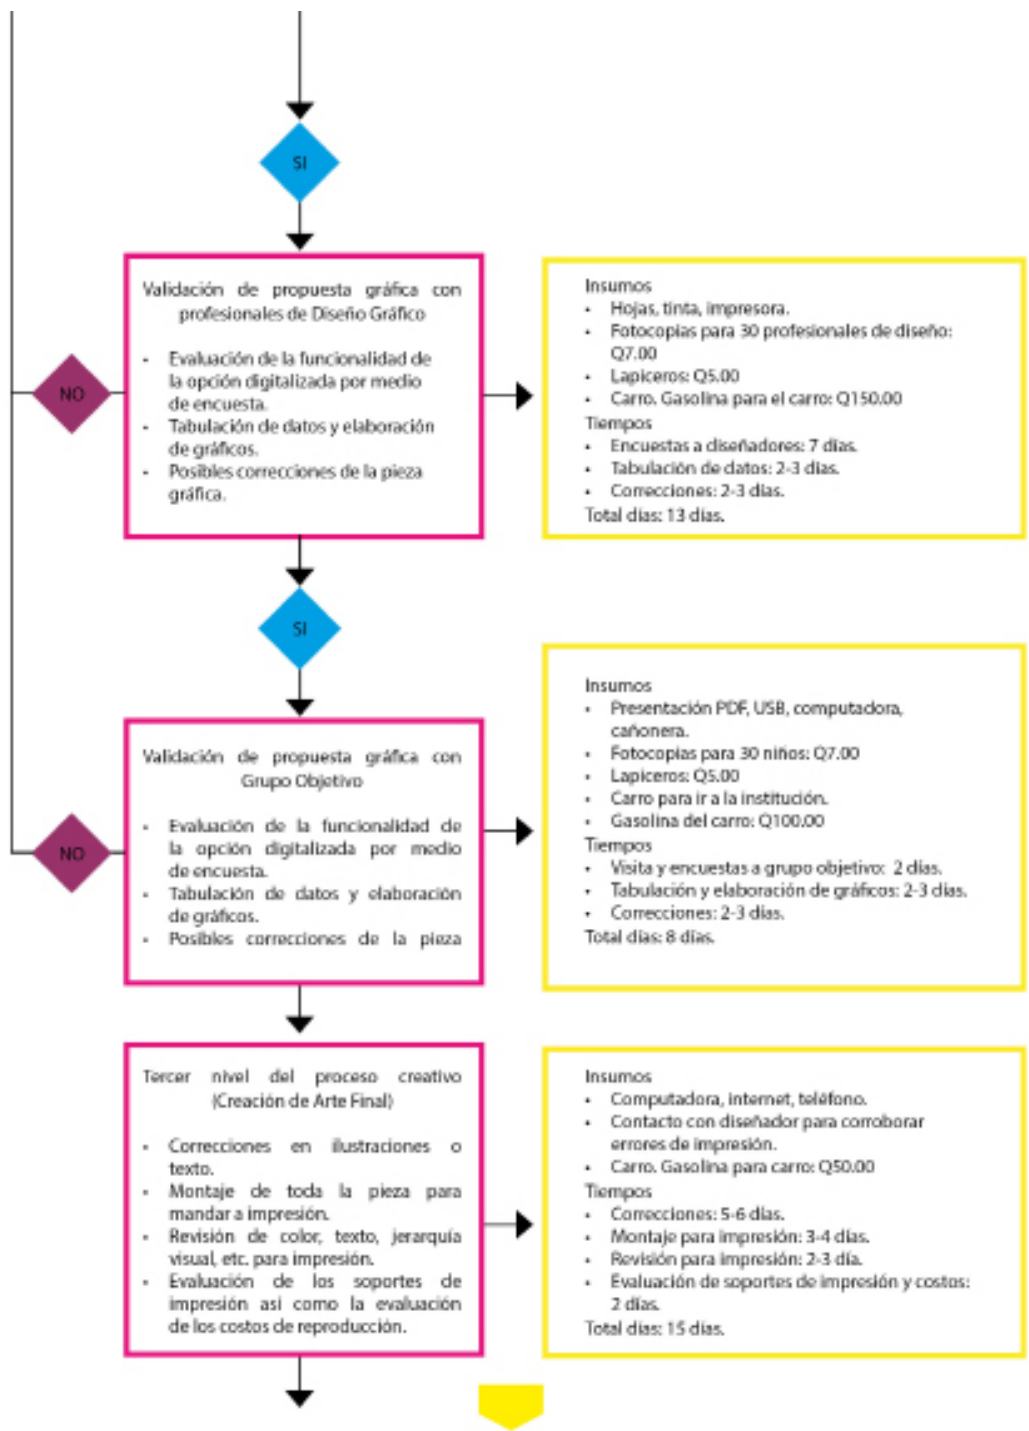 SI
Validación de propuesta gráfica con
profesionales de Diseño Gráfico
NO
- Evaluación de la funcionalidad de
la opción digitalizada por medio
de encuesta.
- Tabulación de datos y elaboración
de gráficos.
- Posibles correcciones de la pieza
gráfica.
Insumos
• Hojas, tinta, impresora.
• Fotocopias para 30 profesionales de diseño:
Q7.00
• Lapiceros: Q5.00
• Carro. Gasolina para el carro: Q150.00
Tiempos
• Encuestas a diseñadores: 7 días.
• Tabulación de datos: 2-3 días.
• Correcciones: 2-3 días.
Total días: 13 días.
SI
Validación de propuesta gráfica con
Grupo Objetivo
NO
- Evaluación de la funcionalidad de
la opción digitalizada por medio
de encuesta.
- Tabulación de datos y elaboración
de gráficos.
- Posibles correcciones de la pieza
Insumos
• Presentación PDF, USB, computadora,
cañonera.
• Fotocopias para 30 niños: Q7.00
• Lapiceros: Q5.00
• Carro para ir a la institución.
• Gasolina del carro: Q100.00
Tiempos
• Visita y encuestas a grupo objetivo: 2 días.
• Tabulación y elaboración de gráficos: 2-3 días.
• Correcciones: 2-3 días.
Total días: 8 días.
Tercer nivel del proceso creativo
(Creación de Arte Final)
- Correcciones en ilustraciones o
texto.
- Montaje de toda la pieza para
mandar a impresión.
- Revisión de color, texto, jerarquía
visual, etc. para impresión.
- Evaluación de los soportes de
impresión asi como la evaluación
de los costos de reproducción.
Insumos
• Computadora, internet, teléfono.
• Contacto con diseñador para corroborar
errores de impresión.
• Carro. Gasolina para carro: Q50.00
Tiempos
• Correcciones: 5-6 días.
• Montaje para impresión: 3-4 días.
• Revisión para impresión: 2-3 día.
• Evaluación de soportes de impresión y costos:
2 días.
Total días: 15 días.